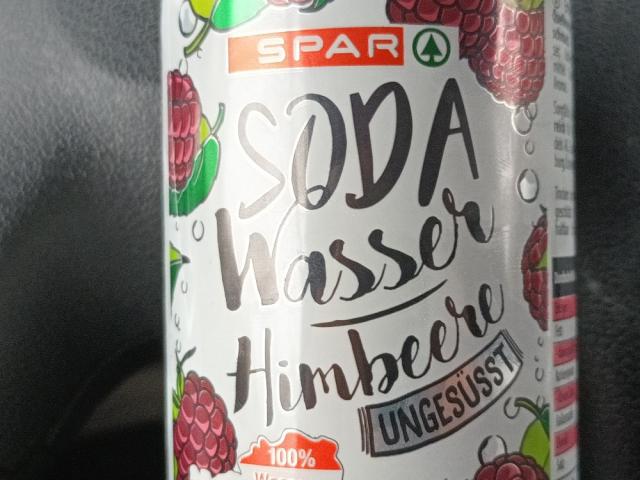 SPAR
SODA
Wasser
Himbeere
UNGESÜSST
100%